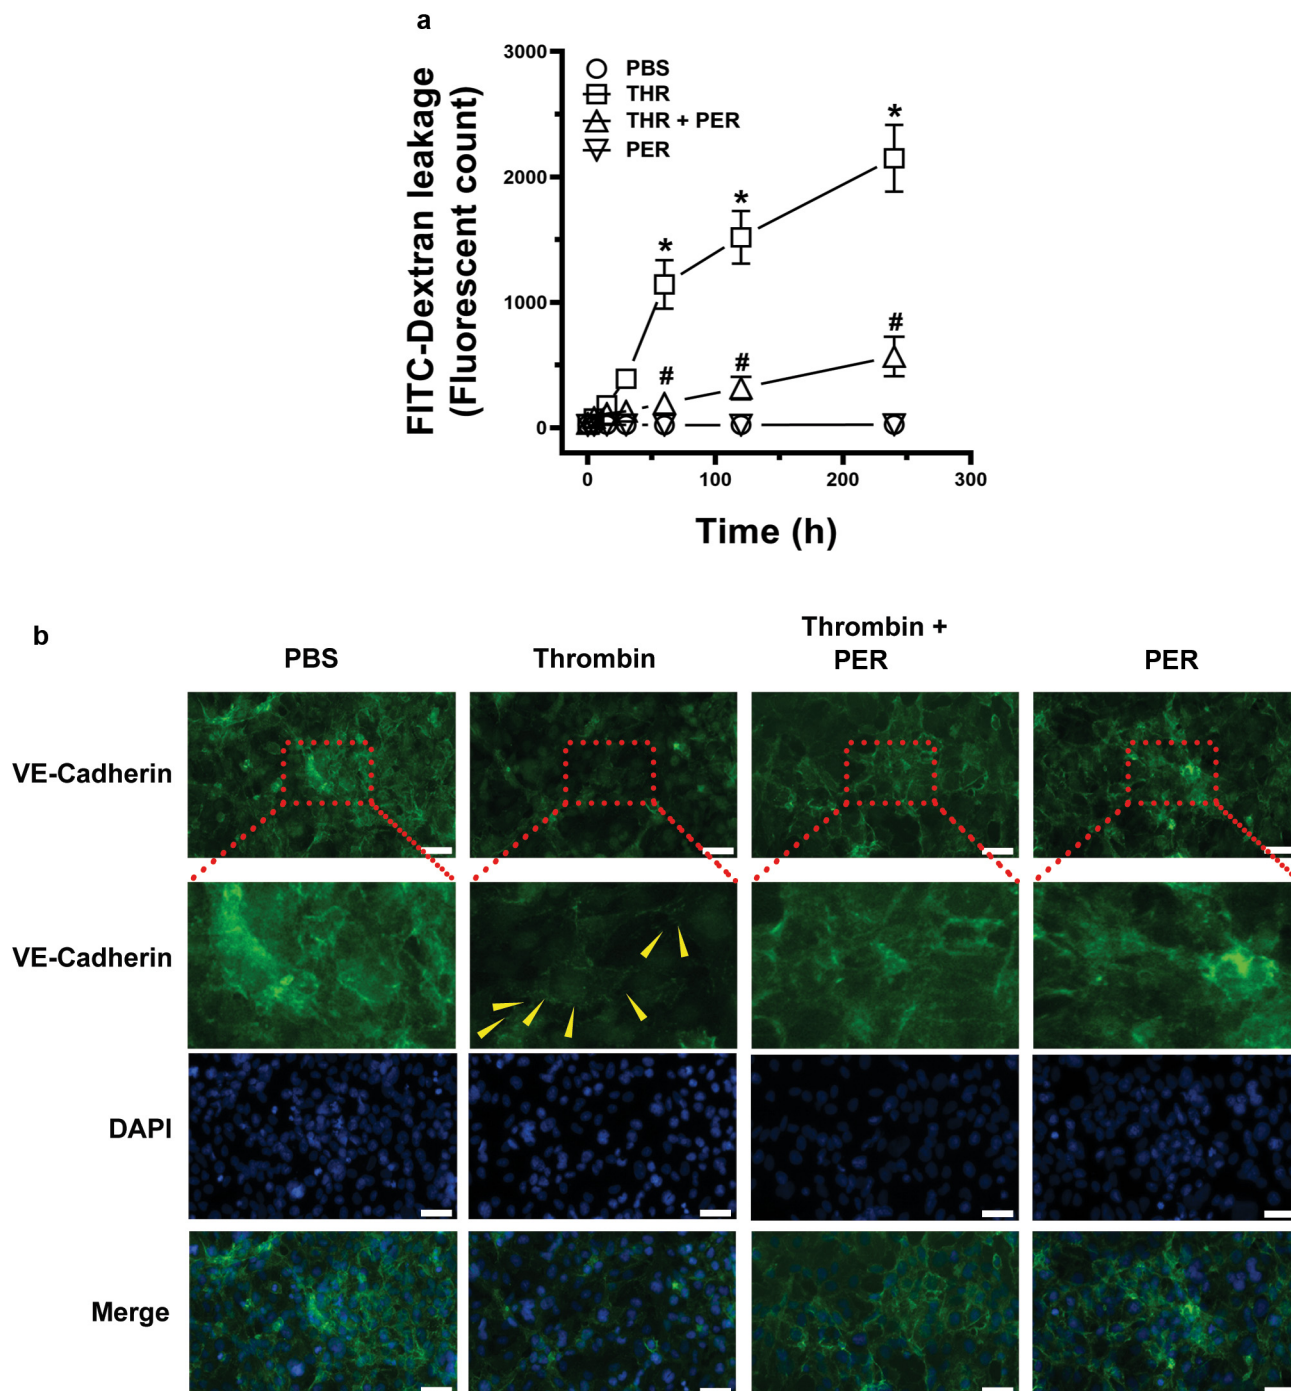 a
FITC-Dextran leakage
(Fluorescent count)
3000
2000
1000
0
PBS
THR
THR + PER
PER
*
*
*
#
#
#
0
100
200
300
Time (h)
b
PBS
Thrombin
Thrombin +
PER
PER
VE-Cadherin
VE-Cadherin
DAPI
Merge